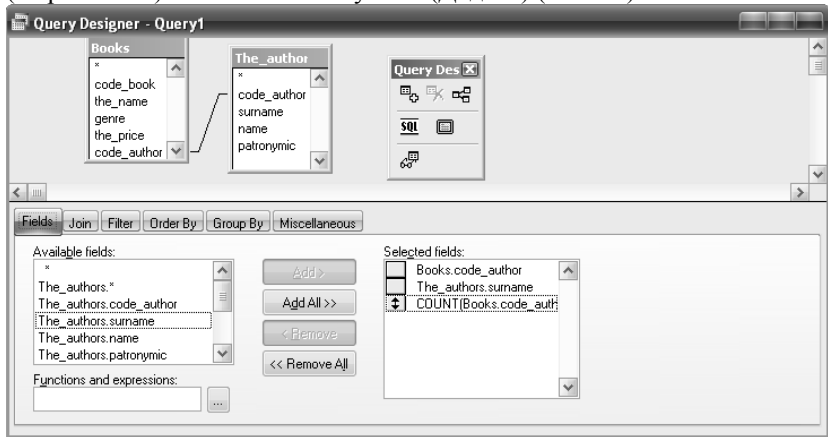 Query Designer - Query1
Books
*
code_book
the_name
genre
the_price
code_author
The_author
*
code_author
surname
name
patronymic
Query Des
SQL
Fields Join Filter Order By Group By Miscellaneous
Available fields:
*
The_authors.*
The_authors.code_author
The_authors.surname
The_authors.name
The_authors.patronymic
Functions and expressions:
...
Add >
Add All >>
< Remove
<< Remove All
Selected fields:
Books.code_author
The_authors.surname
COUNT(Books.code_auth